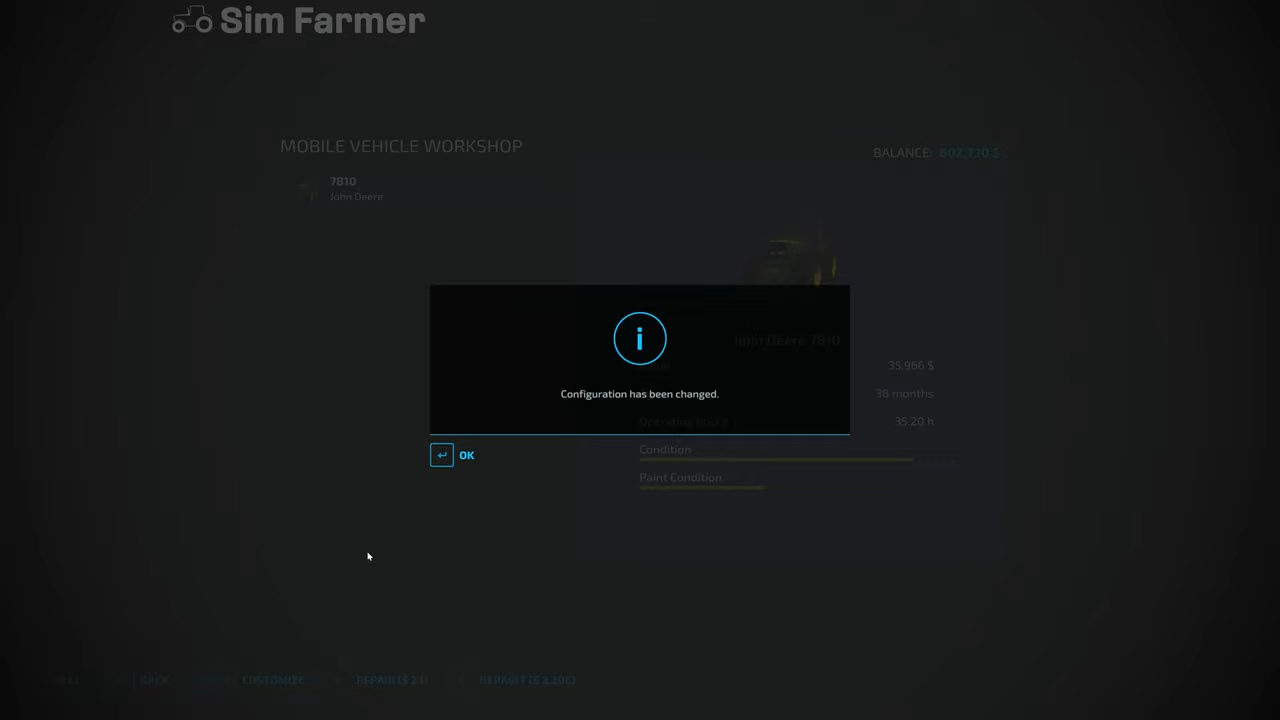 Sim Farmer
MOBILE VEHICLE WORKSHOP
BALANCE:
7810
John Deere
John Deere 7810
35,966 $
Configuration has been changed.
38 months
35.20 h
Condition
OK
Paint Condition
BACK
CUSTOMIZE